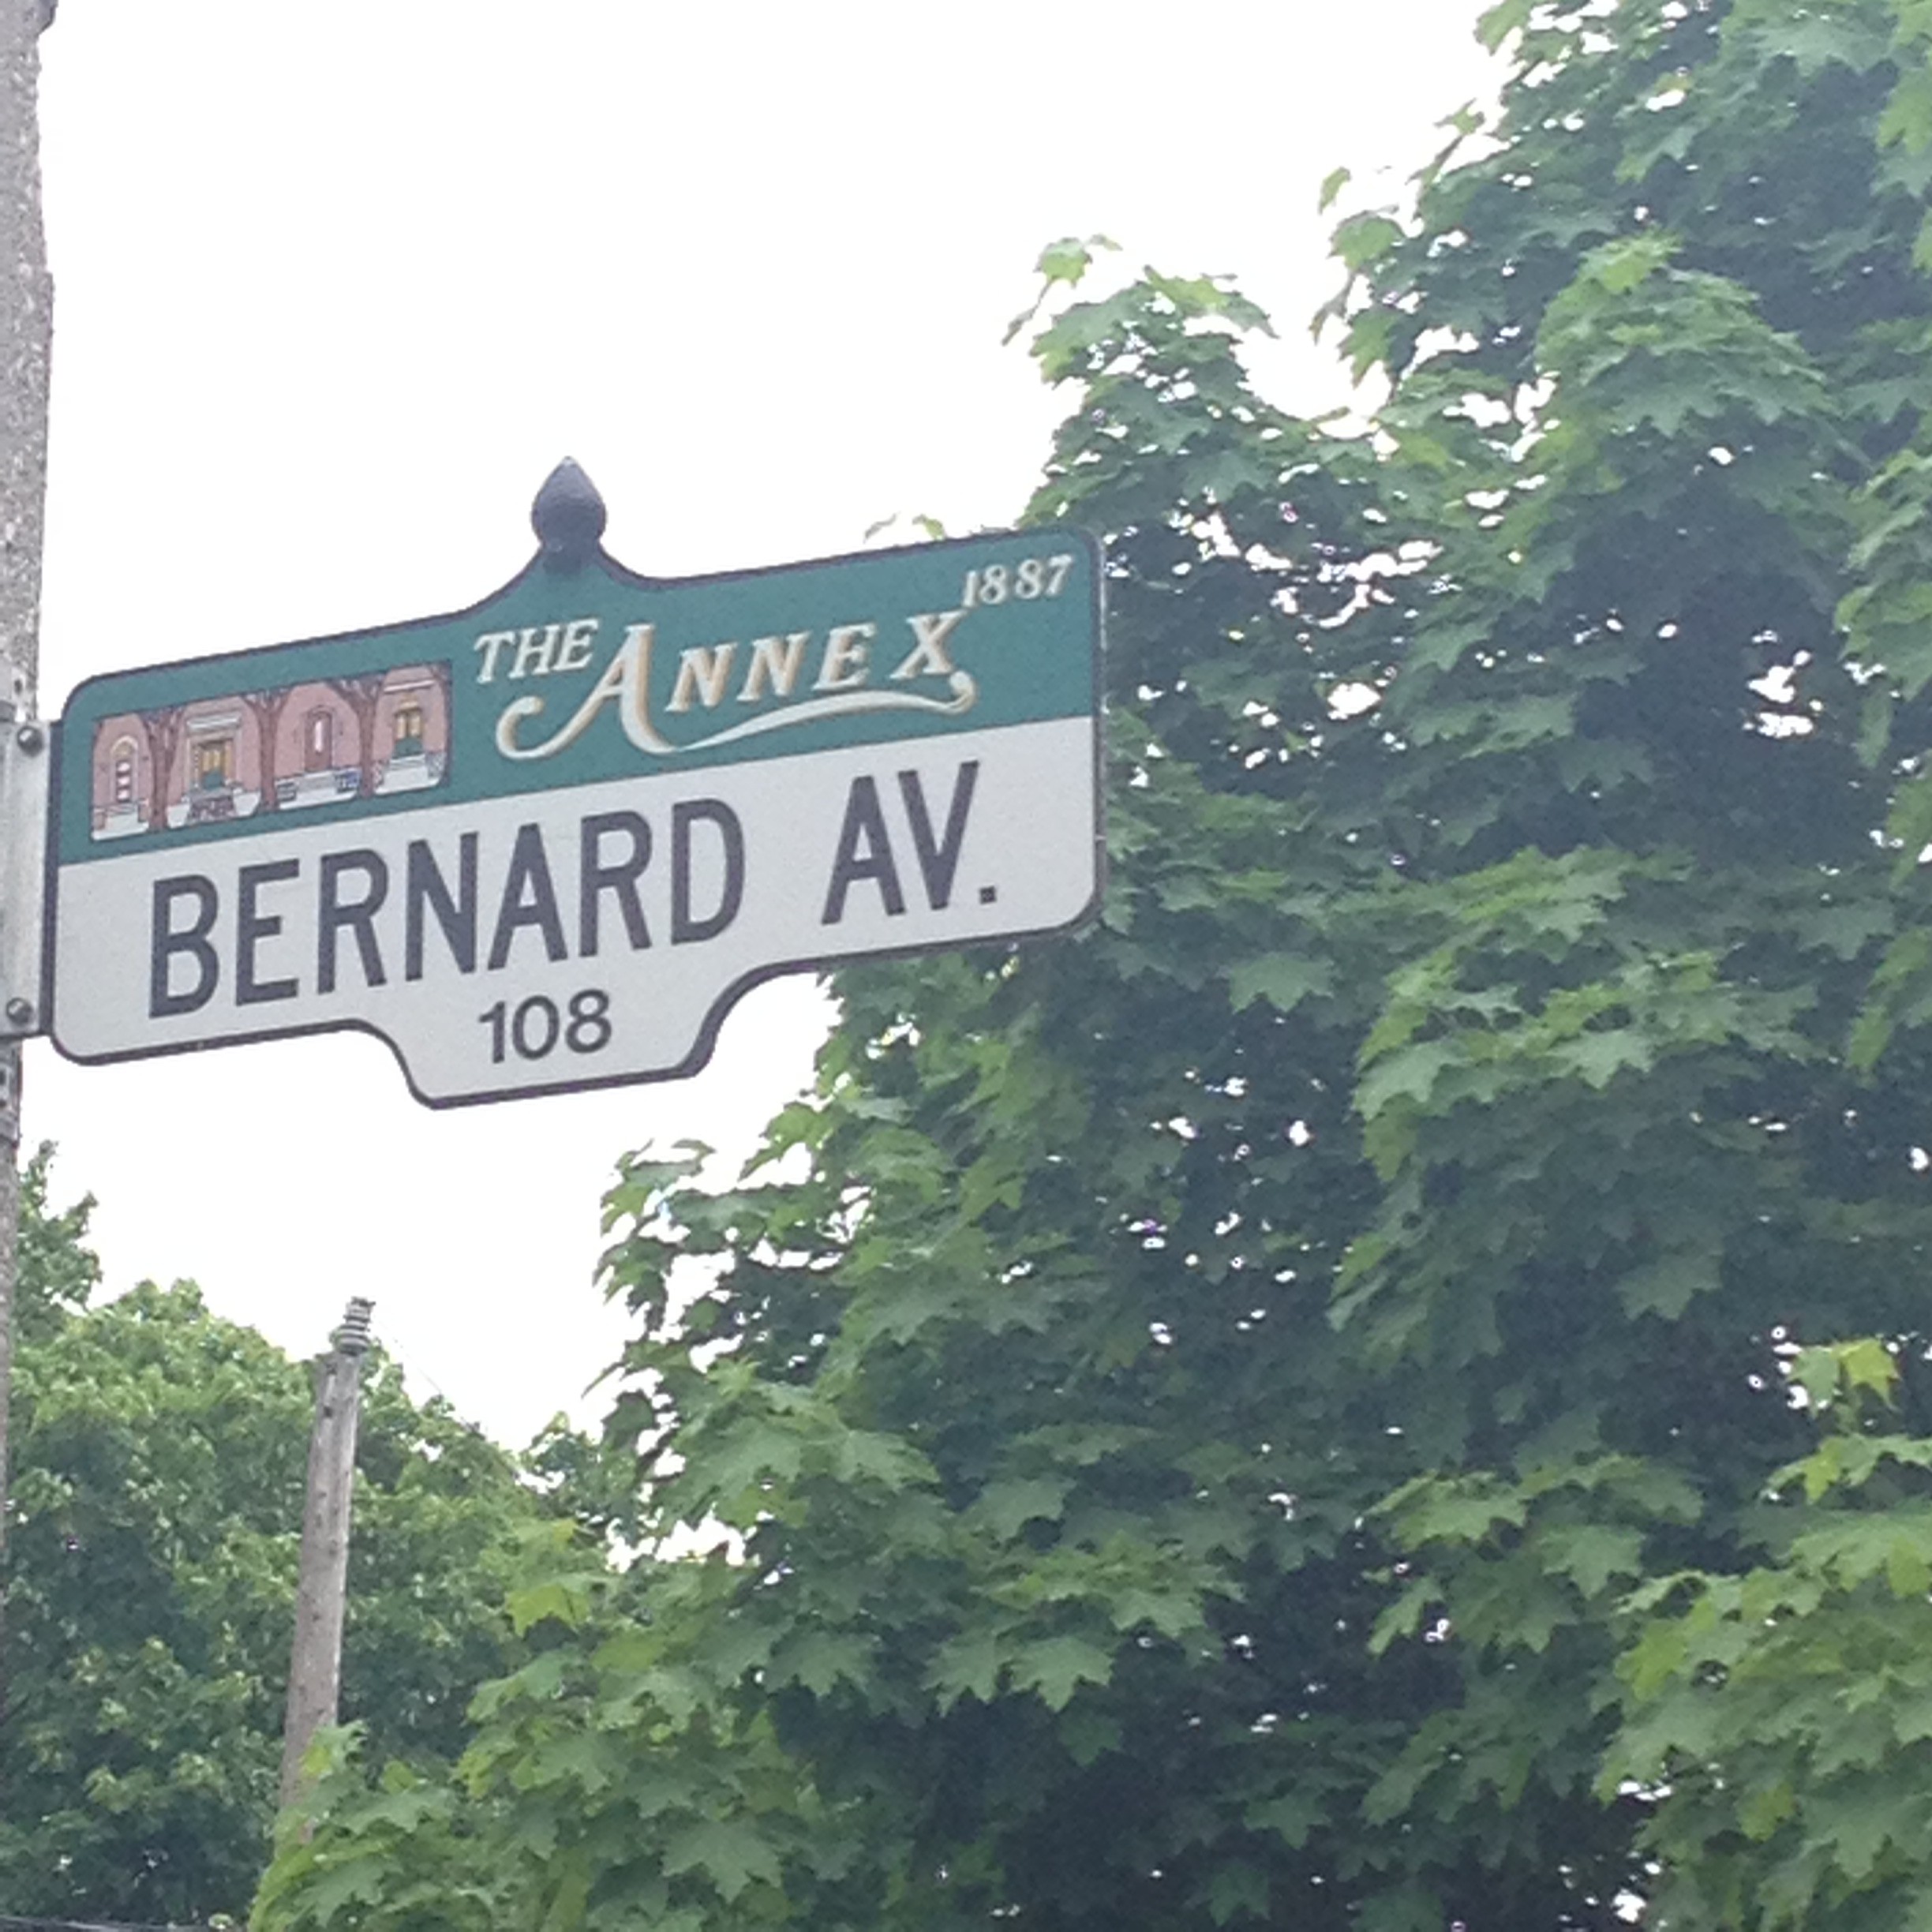 THE ANNEX 1887
BERNARD AV.
108